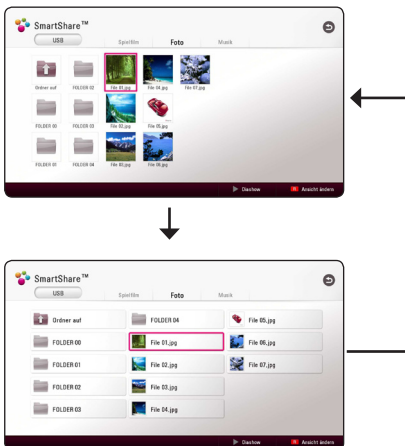 SmartShare™
USB
Spielfilm Foto Musik
Ordner auf FOLDER 02 File 01.jpg File 04.jpg File 07.jpg
FOLDER 00 FOLDER 03 File 02.jpg File 05.jpg
FOLDER 01 FOLDER 04 File 03.jpg File 06.jpg
Diashow R Ansicht ändern
SmartShare™
USB
Spielfilm Foto Musik
Ordner auf FOLDER 04 File 05.jpg
FOLDER 00 File 01.jpg File 06.jpg
FOLDER 01 File 02.jpg File 07.jpg
FOLDER 02 File 03.jpg
FOLDER 03 File 04.jpg
Diashow R Ansicht ändern